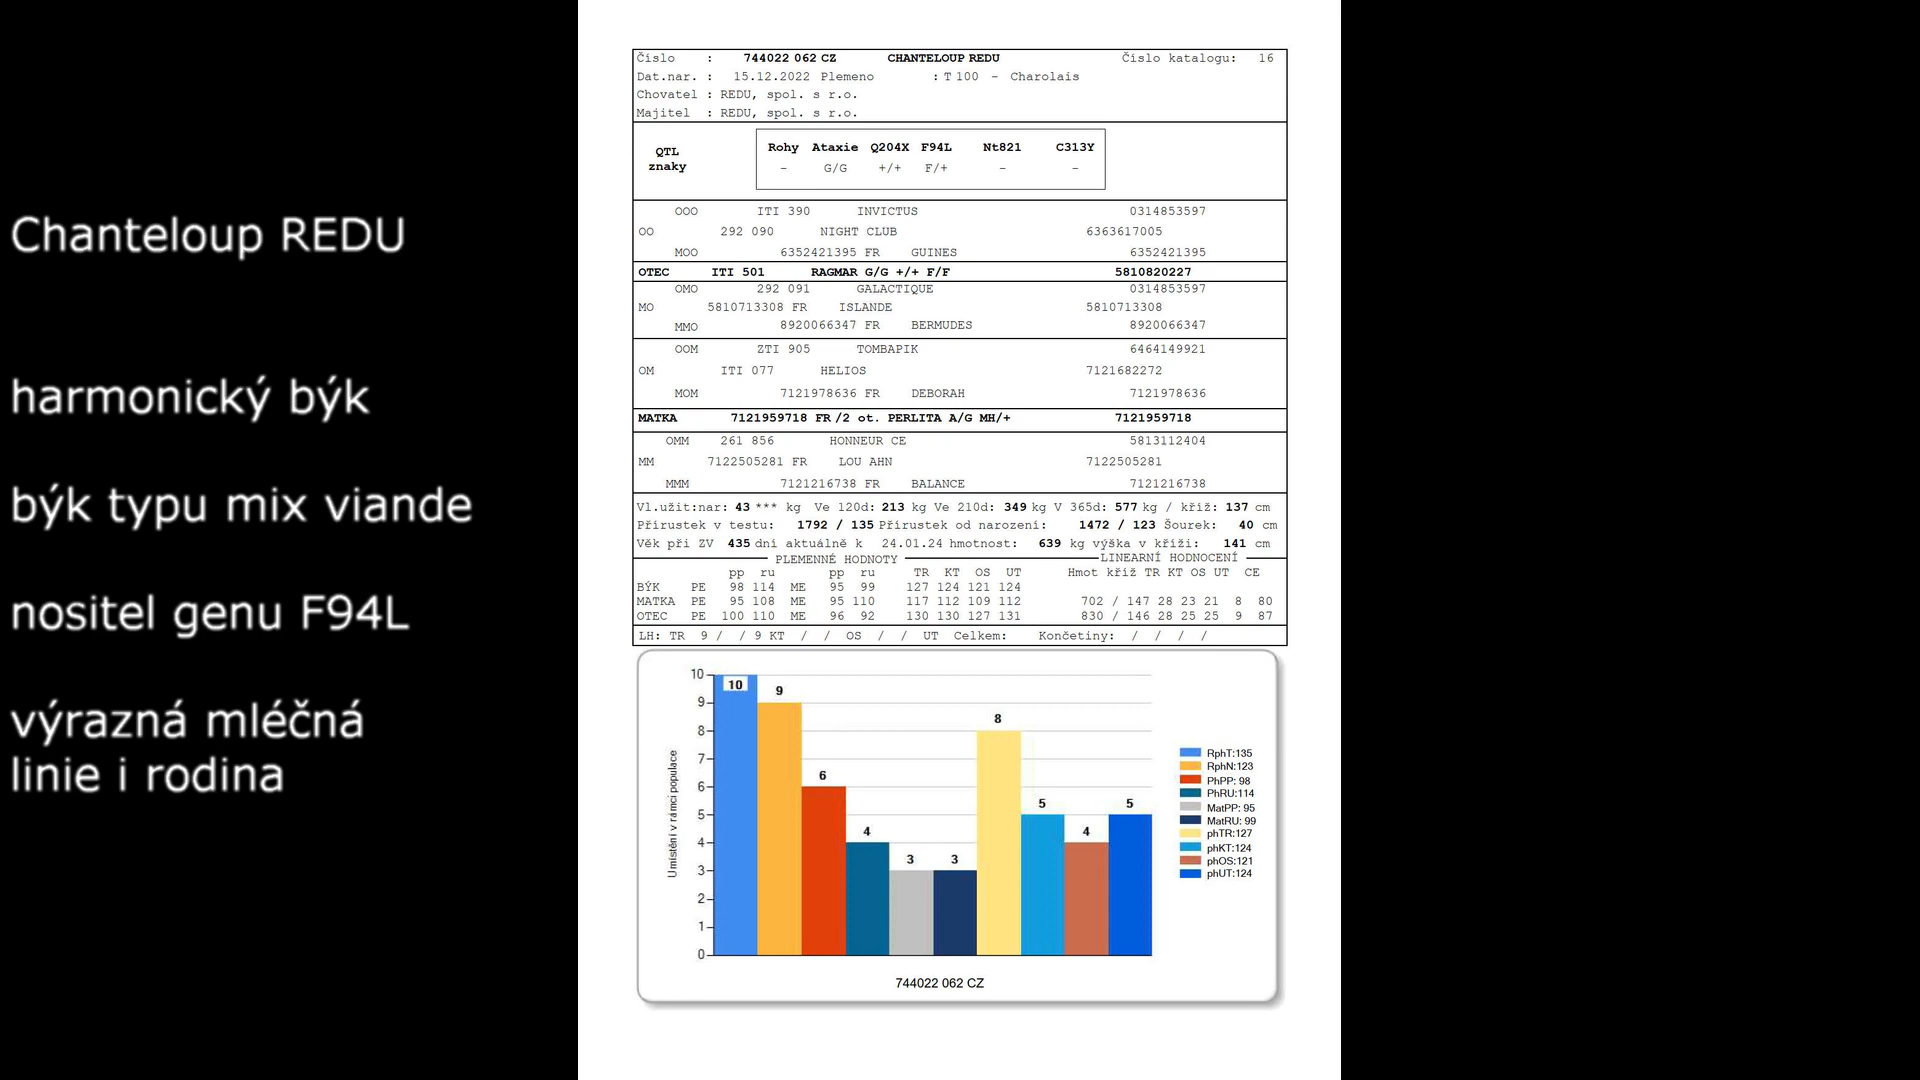 Chanteloup REDU
harmonický býk
býk typu mix viande
nositel genu F94L
výrazná mléčná
linie i rodina
Číslo : 744022 062 CZ CHANTELOUP REDU Číslo katalogu: 16
Dat.nar. : 15.12.2022 Plemeno : T 100 - Charolais
Chovatel : REDU, spol. s r.o.
Majitel : REDU, spol. s r.o.
QTL
znaky
Rohy Ataxie Q204X F94L Nt821 C313Y
- G/G +/+ F/+ - -
OOO ITI 390 INVICTUS 0314853597
OO 292 090 NIGHT CLUB 6363617005
MOO 6352421395 FR GUINES 6352421395
OTEC ITI 501 RAGMAR G/G +/+ F/F 5810820227
OMO 292 091 GALACTIQUE 0314853597
MO 5810713308 FR ISLANDE 5810713308
MMO 8920066347 FR BERMUDES 8920066347
OOM ZTI 905 TOMBAPIK 6464149921
OM ITI 077 HELIOS 7121682272
MOM 7121978636 FR DEBORAH 7121978636
MATKA 7121959718 FR /2 ot. PERLITA A/G MH/+ 7121959718
OMM 261 856 HONNEUR CE 5813112404
MM 7122505281 FR LOU AHN 7122505281
MMM 7121216738 FR BALANCE 7121216738
Vl.užit:nar: 43 *** kg Ve 120d: 213 kg Ve 210d: 349 kg V 365d: 577 kg / kříž: 137 cm
Přírustek v testu: 1792 / 135 Přírustek od narození: 1472 / 123 Šourek: 40 cm
Věk při ZV 435 dní aktuálně k 24.01.24 hmotnost: 639 kg výška v kříži: 141 cm
PLEMENNÉ HODNOTY LINEARNÍ HODNOCENÍ
pp ru pp ru TR KT OS UT Hmot kříž TR KT OS UT CE
BÝK PE 98 114 ME 95 99 127 124 121 124
MATKA PE 95 108 ME 95 110 117 112 109 112 702 / 147 28 23 21 8 80
OTEC PE 100 110 ME 96 92 130 130 127 131 830 / 146 28 25 25 9 87
LH: TR 9 / / 9 KT / / OS / / UT Celkem: Končetiny: / / / /
Umístění v rámci populace
10
9
8
7
6
5
4
3
2
1
0
10 9 6 4 3 3 8 5 4 5
RphT:135
RphN:123
PhPP: 98
PhRU:114
MatPP: 95
MatRU: 99
phTR:127
phKT:124
phOS:121
phUT:124
744022 062 CZ